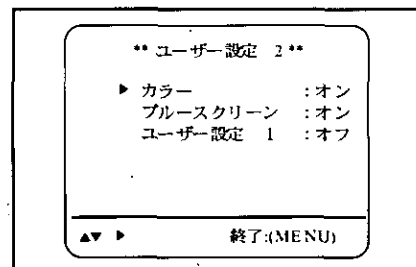 ** ユーザー設定 2 **
▶ カラー :オン
ブルースクリーン :オン
ユーザー設定 1 :オフ
▲▼ ▶ 終了:(MENU)